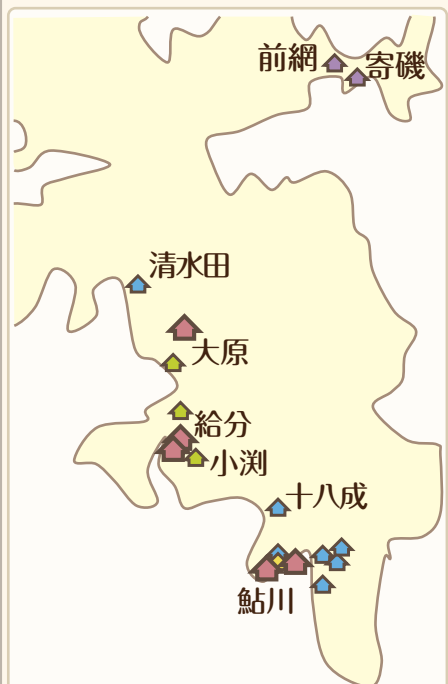 前網
寄磯
清水田
大原
給分
小渕
十八成
鮎川